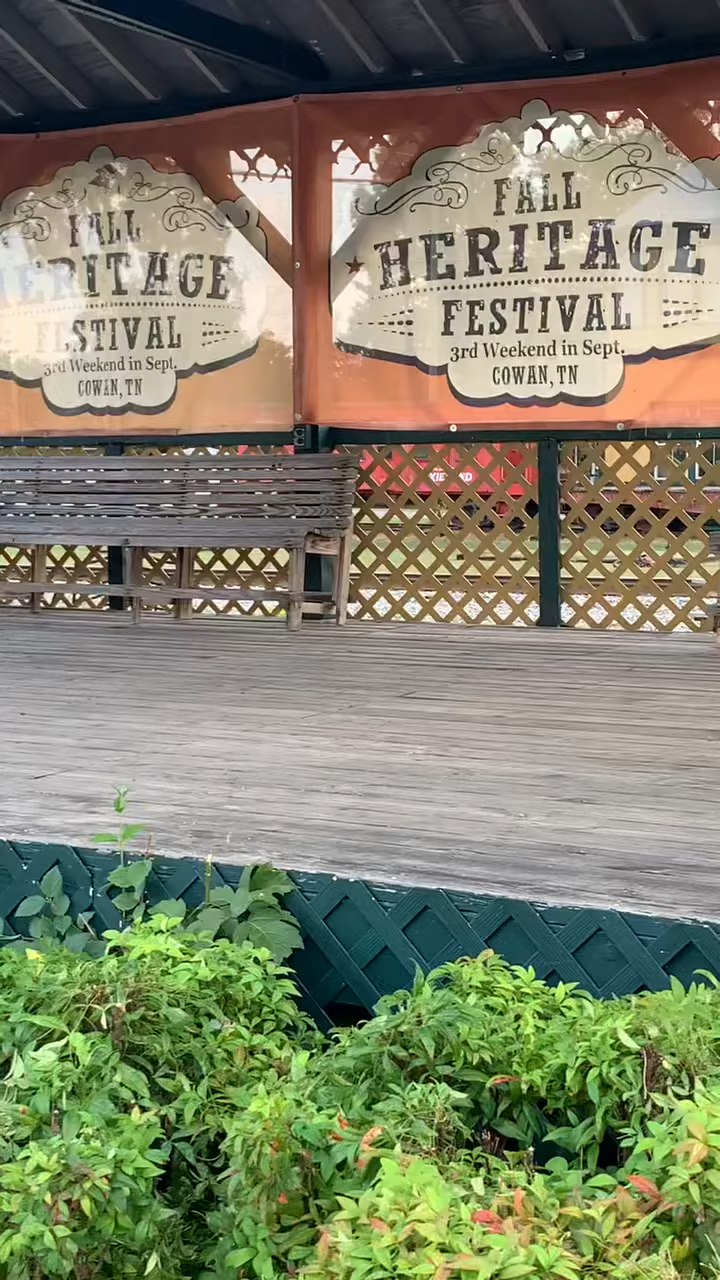 FALL
HERITAGE
FESTIVAL
3rd Weekend in Sept.
COWAN, TN
FALL
HERITAGE
FESTIVAL
3rd Weekend in Sept.
COWAN, TN